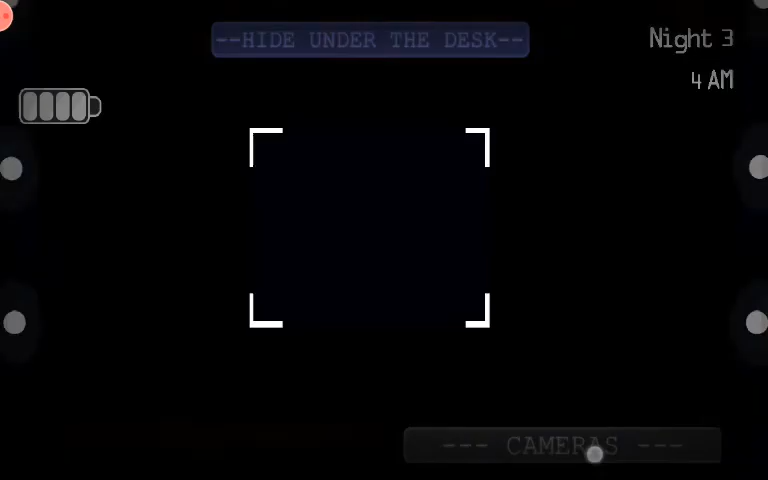 --HIDE UNDER THE DESK--
Night 3
4 AM
--- CAMERAS ---